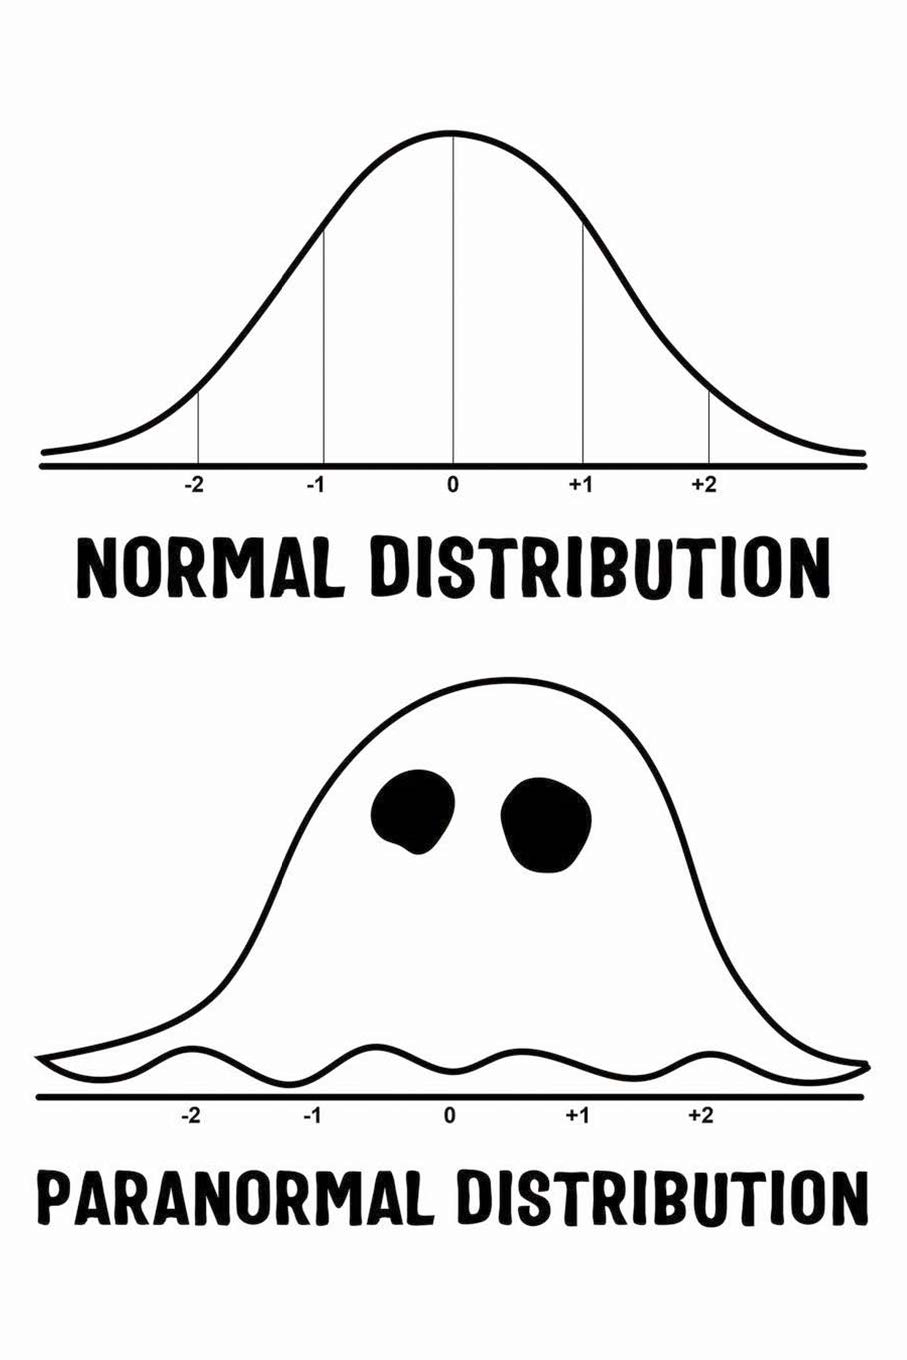 -2 -1 0 +1 +2
NORMAL DISTRIBUTION
-2 -1 0 +1 +2
PARANORMAL DISTRIBUTION